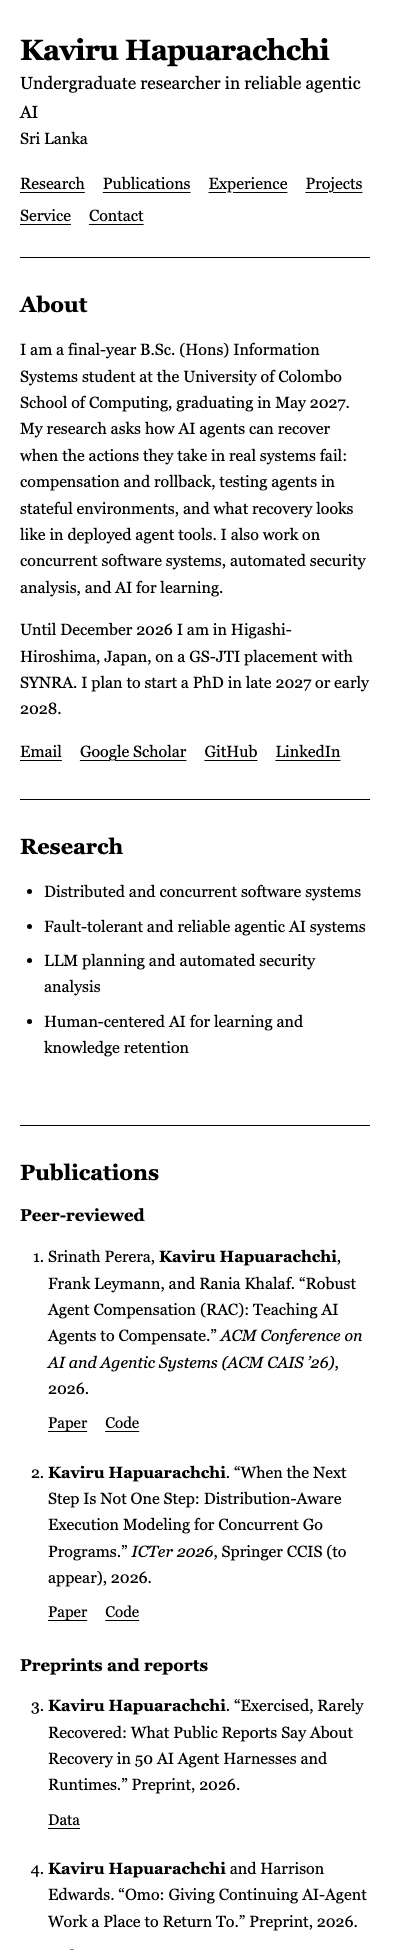 Kaviru Hapuarachchi
Undergraduate researcher in reliable agentic
AI
Sri Lanka
Research Publications Experience Projects
Service Contact
About
I am a final-year B.Sc. (Hons) Information
Systems student at the University of Colombo
School of Computing, graduating in May 2027.
My research asks how AI agents can recover
when the actions they take in real systems fail:
compensation and rollback, testing agents in
stateful environments, and what recovery looks
like in deployed agent tools. I also work on
concurrent software systems, automated security
analysis, and AI for learning.
Until December 2026 I am in Higashi-
Hiroshima, Japan, on a GS-JTI placement with
SYNRA. I plan to start a PhD in late 2027 or early
2028.
Email Google Scholar GitHub LinkedIn
Research
• Distributed and concurrent software systems
• Fault-tolerant and reliable agentic AI systems
• LLM planning and automated security
analysis
• Human-centered AI for learning and
knowledge retention
Publications
Peer-reviewed
1. Srinath Perera, Kaviru Hapuarachchi,
Frank Leymann, and Rania Khalaf. “Robust
Agent Compensation (RAC): Teaching AI
Agents to Compensate.” ACM Conference on
AI and Agentic Systems (ACM CAIS ’26),
2026.
Paper Code
2. Kaviru Hapuarachchi. “When the Next
Step Is Not One Step: Distribution-Aware
Execution Modeling for Concurrent Go
Programs.” ICTer 2026, Springer CCIS (to
appear), 2026.
Paper Code
Preprints and reports
3. Kaviru Hapuarachchi. “Exercised, Rarely
Recovered: What Public Reports Say About
Recovery in 50 AI Agent Harnesses and
Runtimes.” Preprint, 2026.
Data
4. Kaviru Hapuarachchi and Harrison
Edwards. “Omo: Giving Continuing AI-Agent
Work a Place to Return To.” Preprint, 2026.